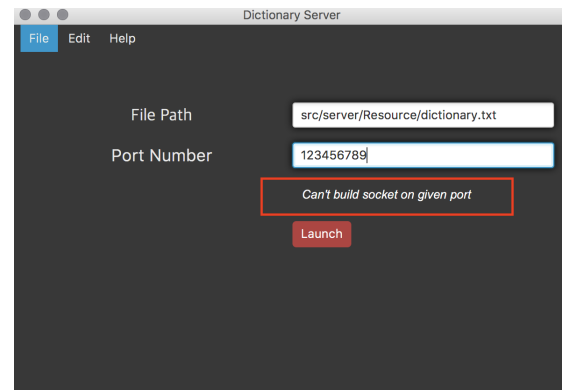 Dictionary Server
File Edit Help
File Path src/server/Resource/dictionary.txt
Port Number 123456789
Can't build socket on given port
Launch